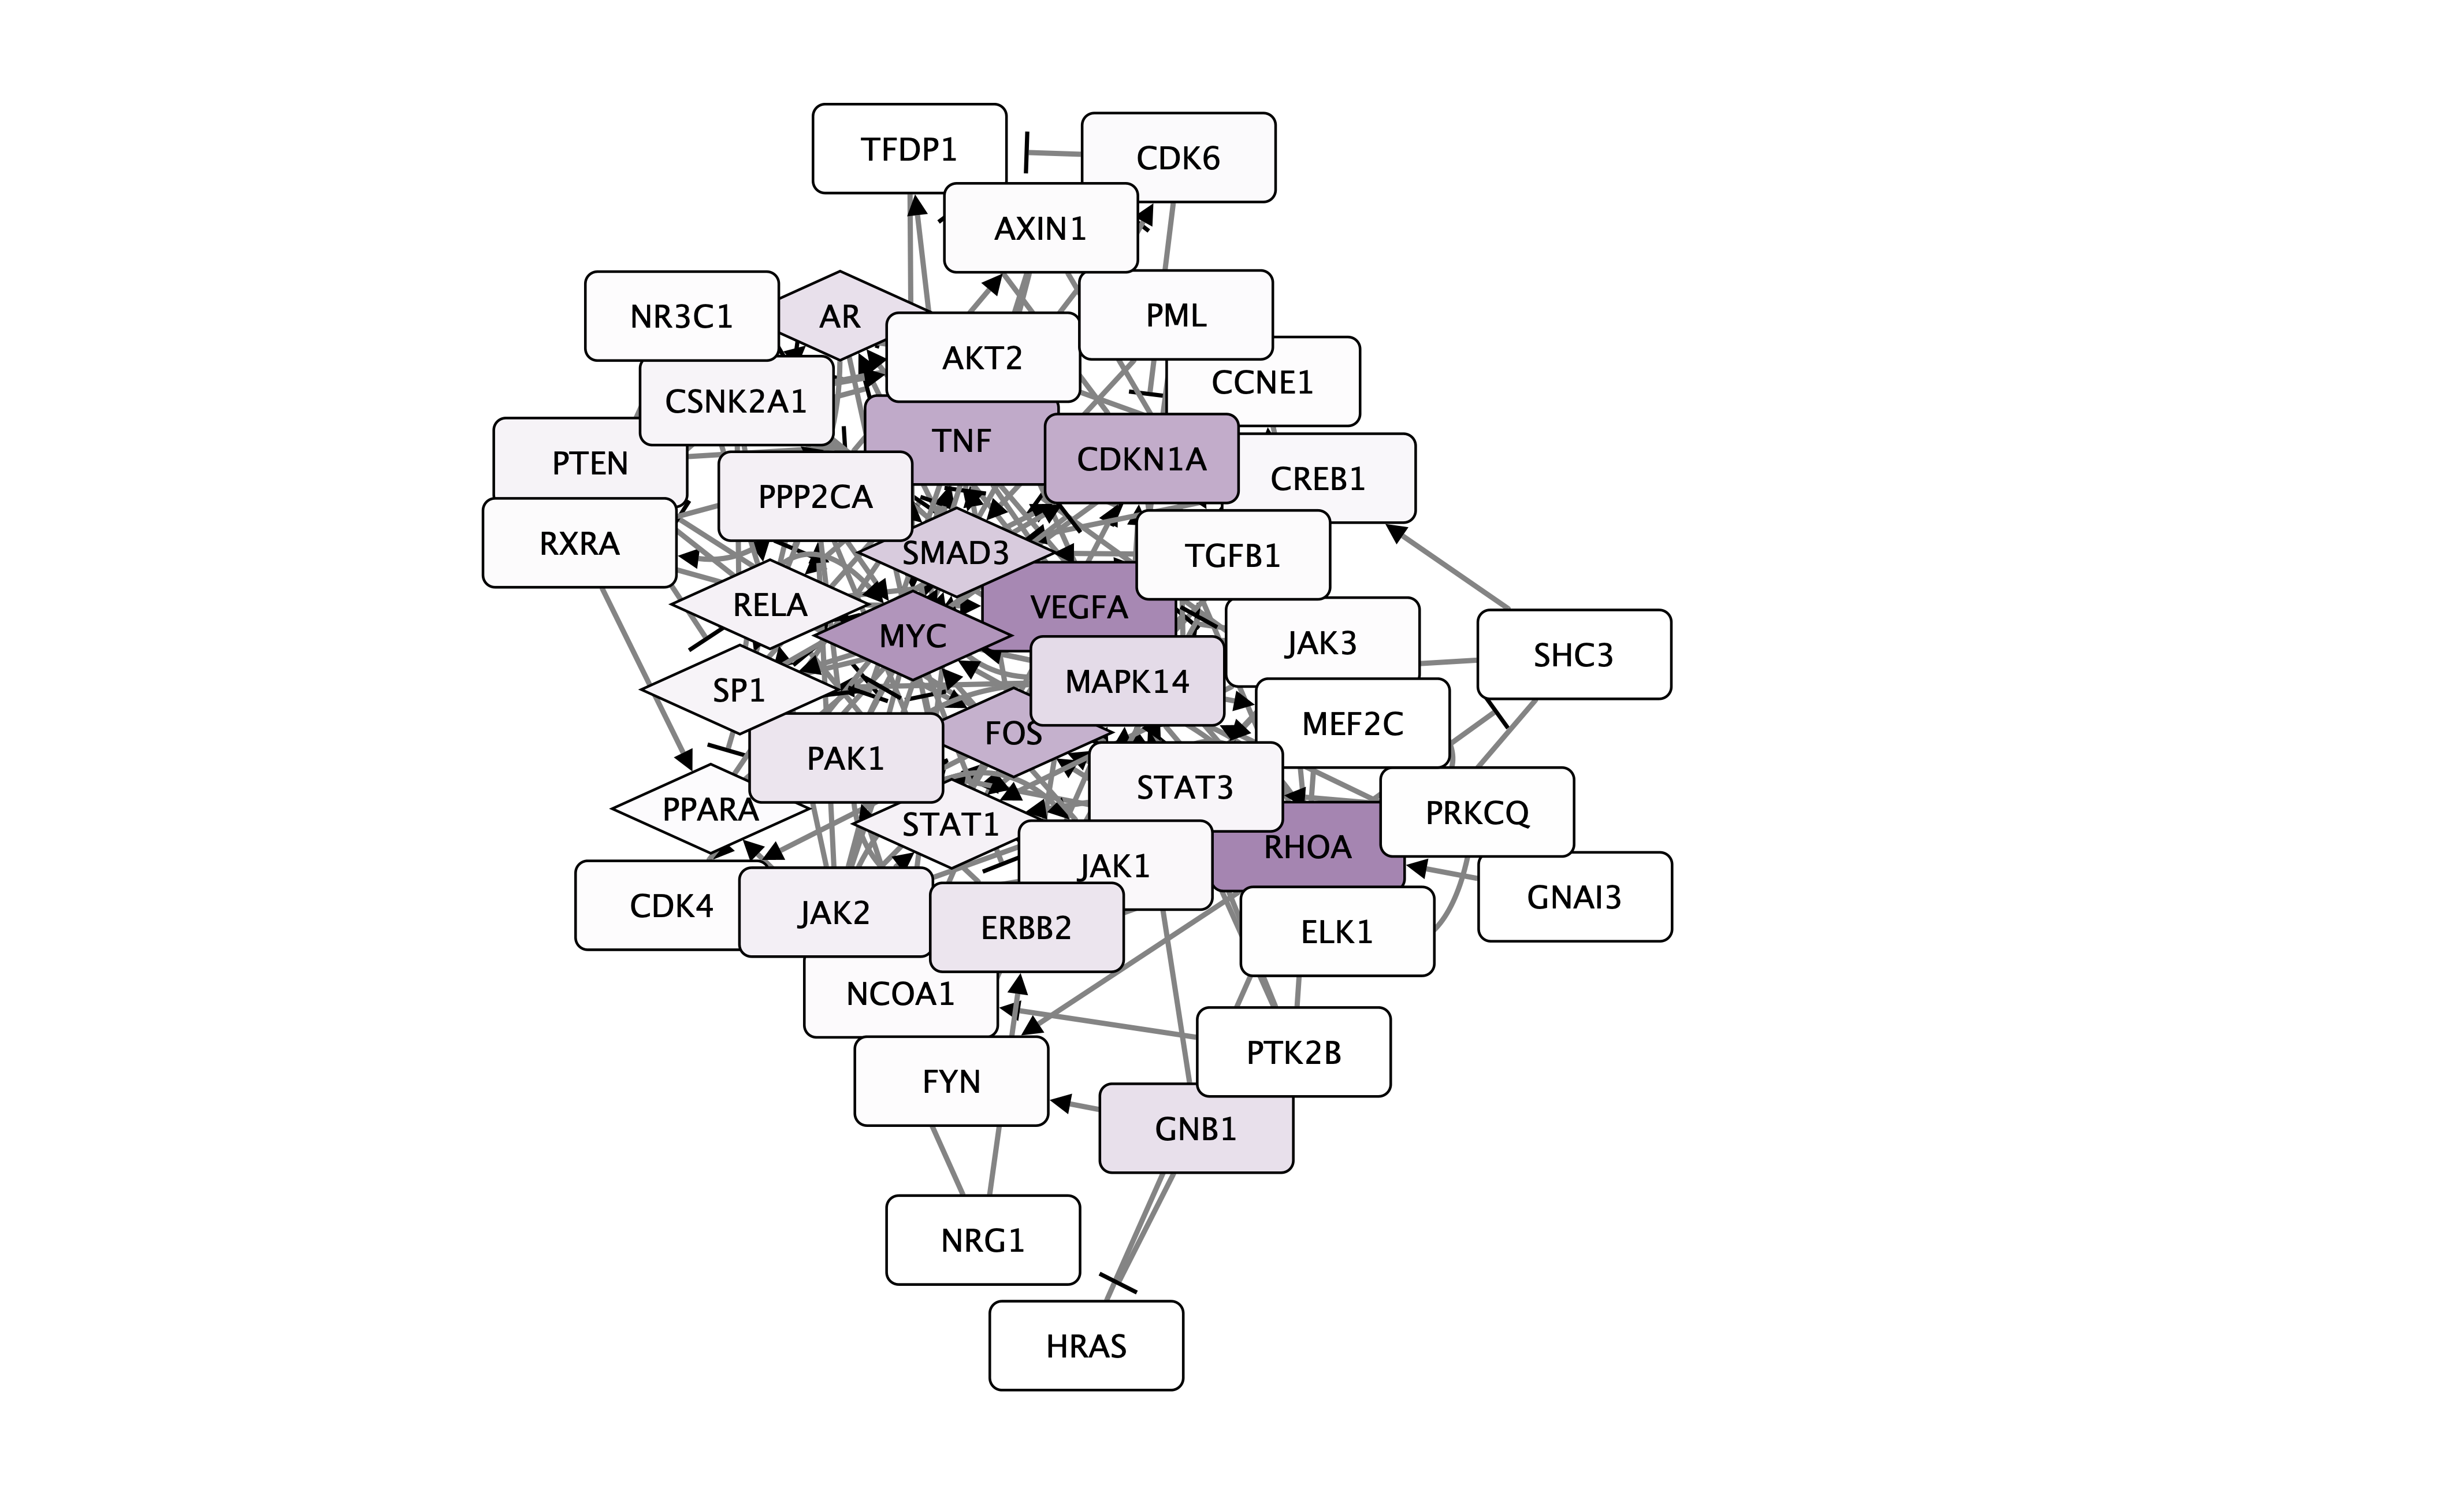 TFDP1
CDK6
AXIN1
NR3C1
AR
PML
AKT2
CCNE1
CSNK2A1
TNF
CDKN1A
PTEN
CREB1
PPP2CA
RXRA
SMAD3
TGFB1
RELA
VEGFA
MYC
JAK3
SHC3
MAPK14
SP1
MEF2C
FOS
PAK1
STAT3
PPARA
PRKCQ
STAT1
RHOA
JAK1
GNAI3
CDK4
JAK2
ERBB2
ELK1
NCOA1
PTK2B
FYN
GNB1
NRG1
HRAS